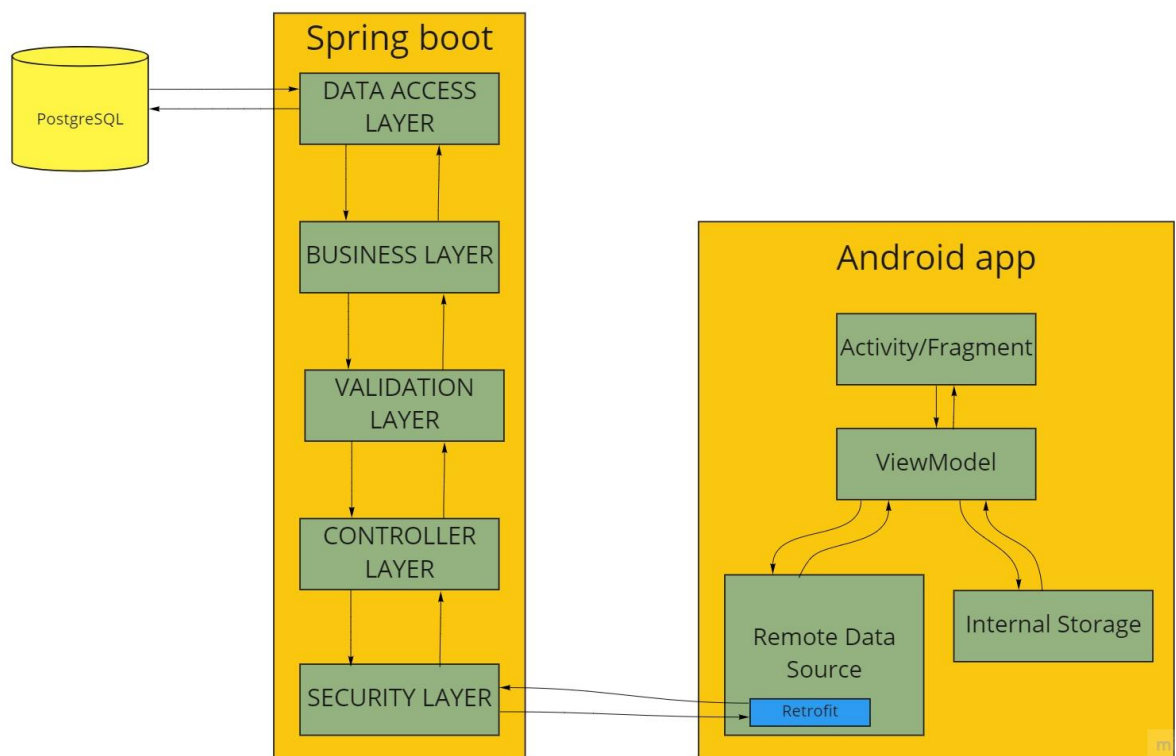 Spring boot
DATA ACCESS
LAYER
PostgreSQL
BUSINESS LAYER
VALIDATION
LAYER
CONTROLLER
LAYER
SECURITY LAYER
Android app
Activity/Fragment
ViewModel
Remote Data
Source
Retrofit
Internal Storage
m